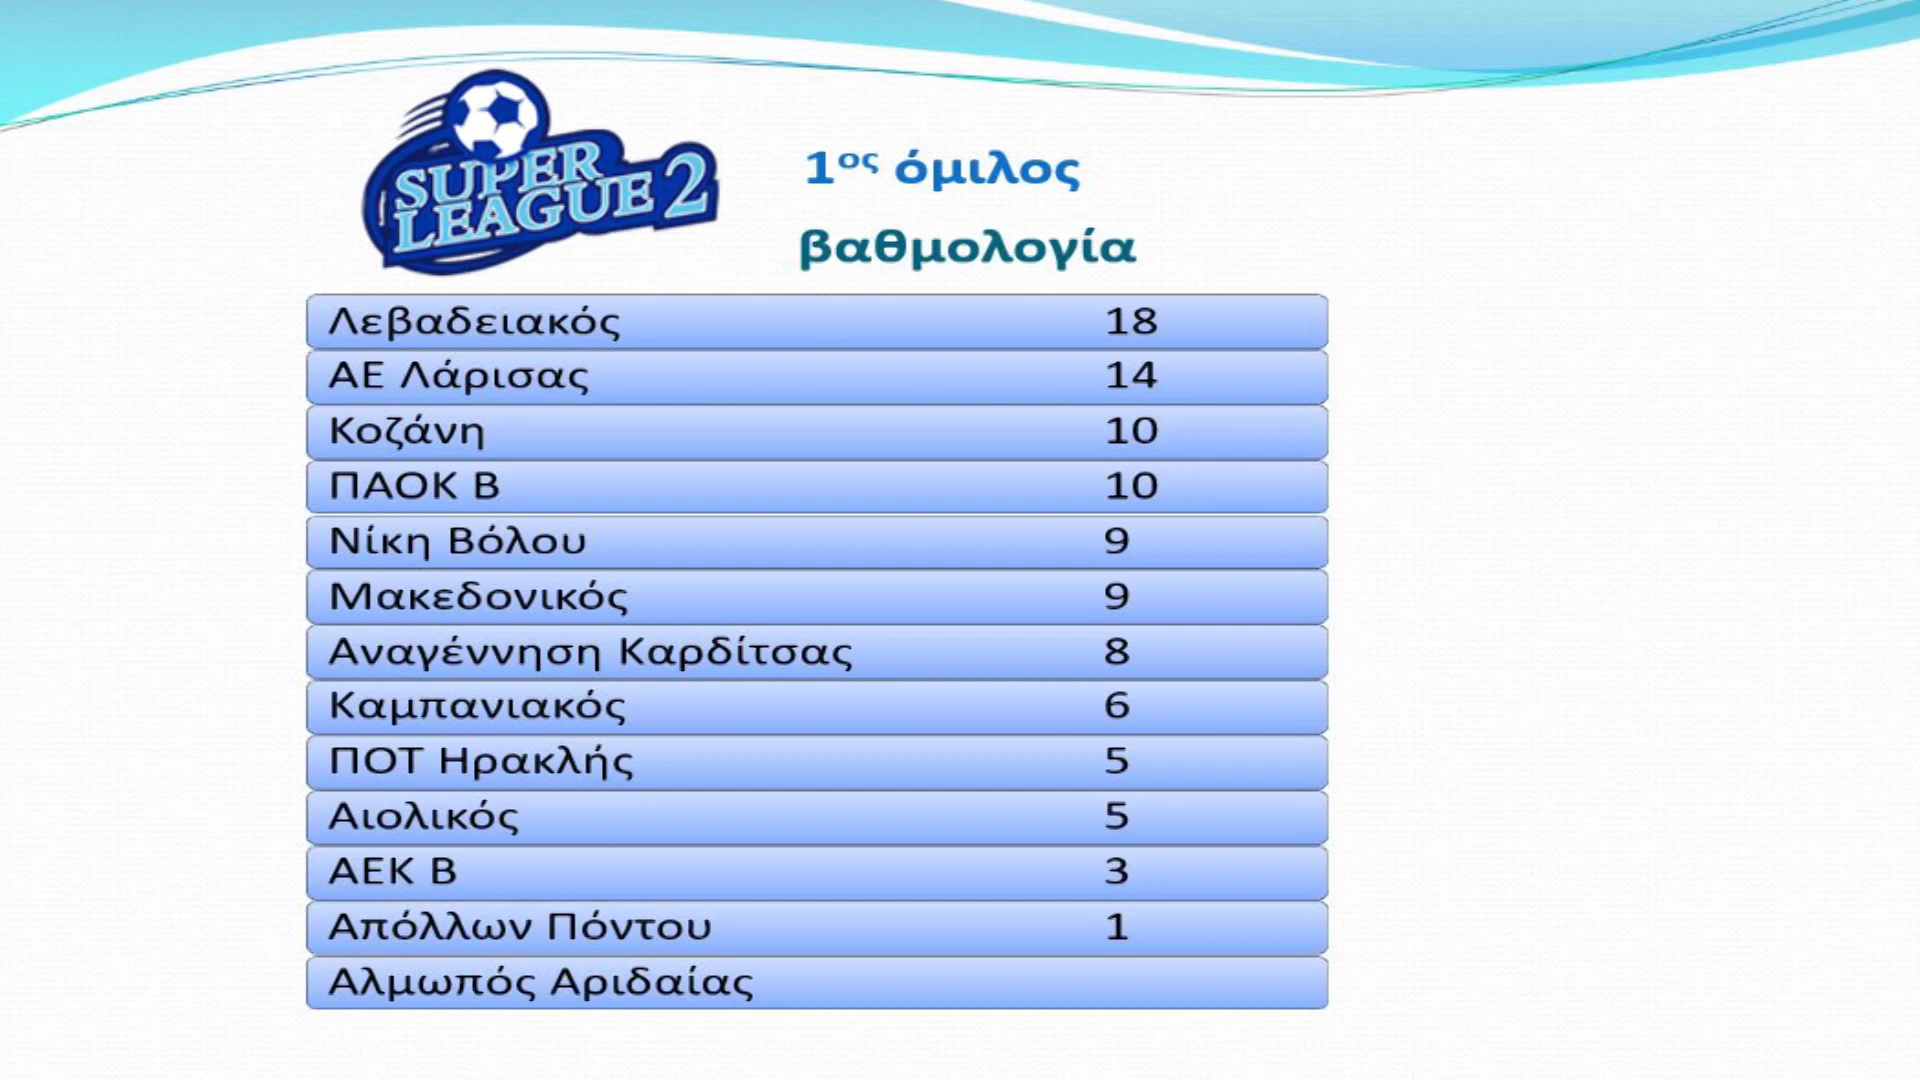 SUPER
LEAGUE 2
1ος όμιλος
βαθμολογία
Λεβαδειακός 18
ΑΕ Λάρισας 14
Κοζάνη 10
ΠΑΟΚ Β 10
Νίκη Βόλου 9
Μακεδονικός 9
Αναγέννηση Καρδίτσας 8
Καμπανιακός 6
ΠΟΤ Ηρακλής 5
Αιολικός 5
ΑΕΚ Β 3
Απόλλων Πόντου 1
Αλμωπός Αριδαίας